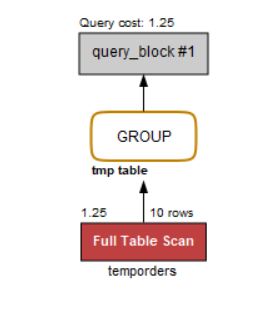 Query cost: 1.25
query_block #1
GROUP
tmp table
1.25 10 rows
Full Table Scan
temporders